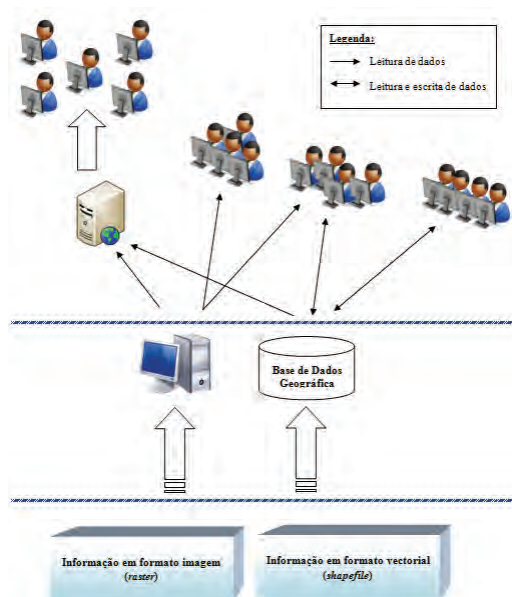 Legenda:
Leitura de dados
Leitura e escrita de dados
Base de Dados
Geográfica
Informação em formato imagem
(raster)
Informação em formato vectorial
(shapefile)